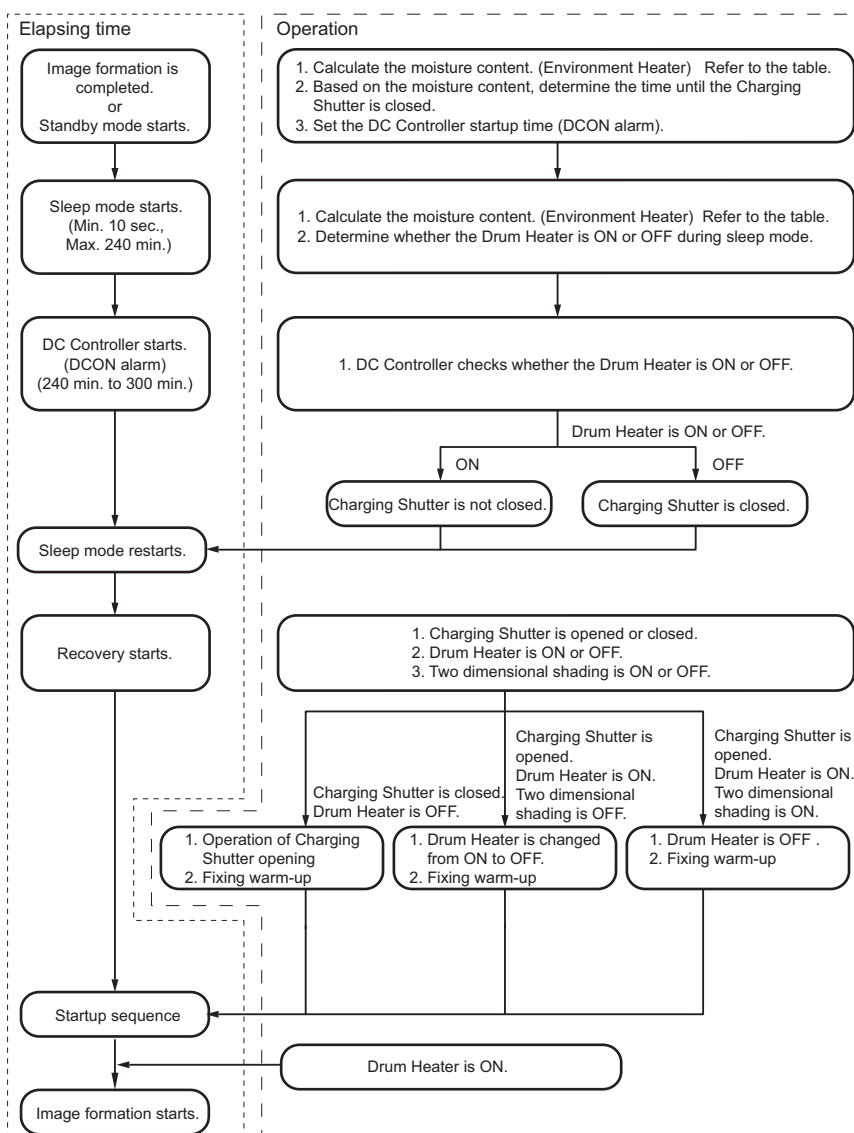 Elapsing time
Image formation is
completed.
or
Standby mode starts.
Sleep mode starts.
(Min. 10 sec.,
Max. 240 min.)
DC Controller starts.
(DCON alarm)
(240 min. to 300 min.)
Sleep mode restarts.
Recovery starts.
Startup sequence
Image formation starts.
Operation
1. Calculate the moisture content. (Environment Heater) Refer to the table.
2. Based on the moisture content, determine the time until the Charging
Shutter is closed.
3. Set the DC Controller startup time (DCON alarm).
1. Calculate the moisture content. (Environment Heater) Refer to the table.
2. Determine whether the Drum Heater is ON or OFF during sleep mode.
1. DC Controller checks whether the Drum Heater is ON or OFF.
Drum Heater is ON or OFF.
ON
OFF
Charging Shutter is not closed.
Charging Shutter is closed.
1. Charging Shutter is opened or closed.
2. Drum Heater is ON or OFF.
3. Two dimensional shading is ON or OFF.
Charging Shutter is closed.
Drum Heater is OFF.
Charging Shutter is
opened.
Drum Heater is ON.
Two dimensional
shading is OFF.
Charging Shutter is
opened.
Drum Heater is ON.
Two dimensional
shading is ON.
1. Operation of Charging
Shutter opening
2. Fixing warm-up
1. Drum Heater is changed
from ON to OFF.
2. Fixing warm-up
1. Drum Heater is OFF .
2. Fixing warm-up
Drum Heater is ON.